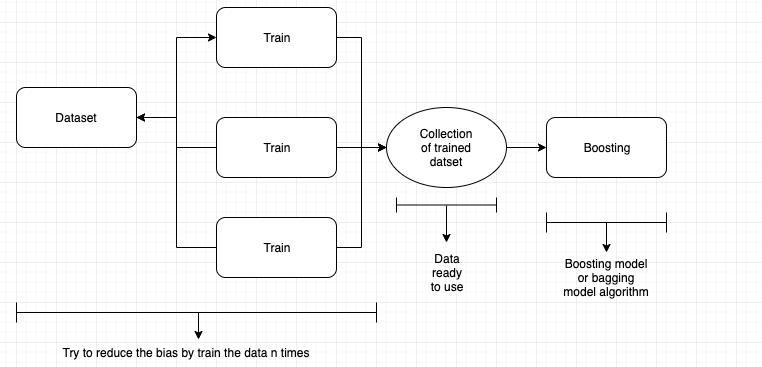 Train
Dataset
Train
Train
Collection
of trained
datset
Boosting
Data
ready
to use
Boosting model
or bagging
model algorithm
Try to reduce the bias by train the data n times